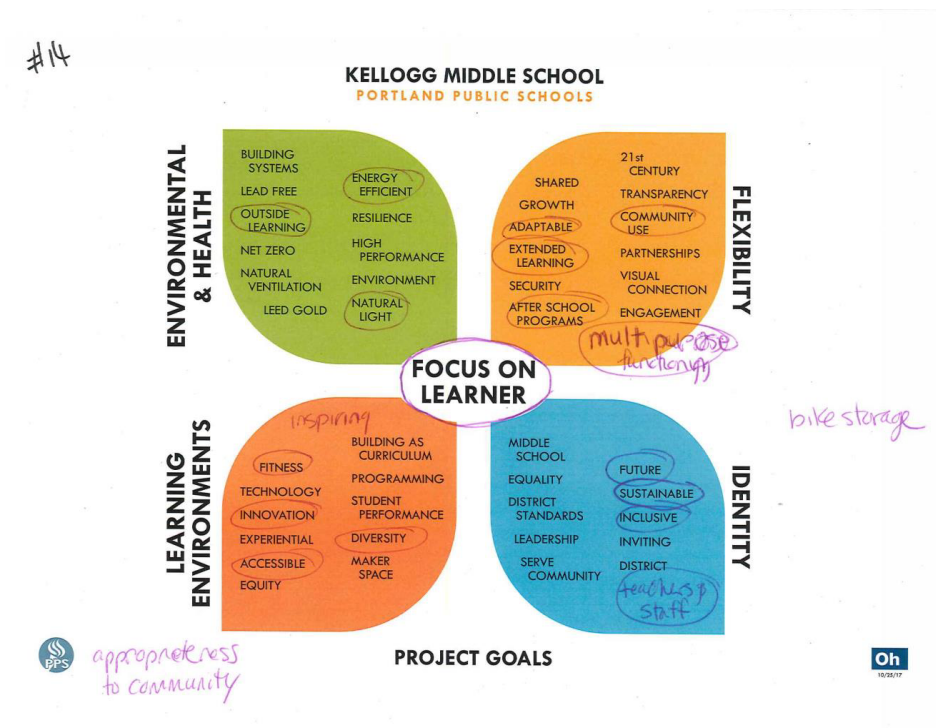 #14
KELLOGG MIDDLE SCHOOL
PORTLAND PUBLIC SCHOOLS
ENVIRONMENTAL
& HEALTH
BUILDING
SYSTEMS
LEAD FREE
OUTSIDE
LEARNING
NET ZERO
NATURAL
VENTILATION
LEED GOLD
ENERGY
EFFICIENT
RESILIENCE
HIGH
PERFORMANCE
ENVIRONMENT
NATURAL
LIGHT
SHARED
GROWTH
ADAPTABLE
EXTENDED
LEARNING
SECURITY
AFTER SCHOOL
PROGRAMS
21st
CENTURY
TRANSPARENCY
COMMUNITY
USE
PARTNERSHIPS
VISUAL
CONNECTION
ENGAGEMENT
multipurpose
FLEXIBILITY
FOCUS ON
LEARNER
LEARNING
ENVIRONMENTS
inspiring
FITNESS
TECHNOLOGY
INNOVATION
EXPERIENTIAL
ACCESSIBLE
EQUITY
BUILDING AS
CURRICULUM
PROGRAMMING
STUDENT
PERFORMANCE
DIVERSITY
MAKER
SPACE
MIDDLE
SCHOOL
EQUALITY
DISTRICT
STANDARDS
LEADERSHIP
SERVE
COMMUNITY
FUTURE
SUSTAINABLE
INCLUSIVE
INVITING
DISTRICT
teachers &
staff
IDENTITY
bike storage
PPS
appropreteness
to community
PROJECT GOALS
Oh
10/25/17